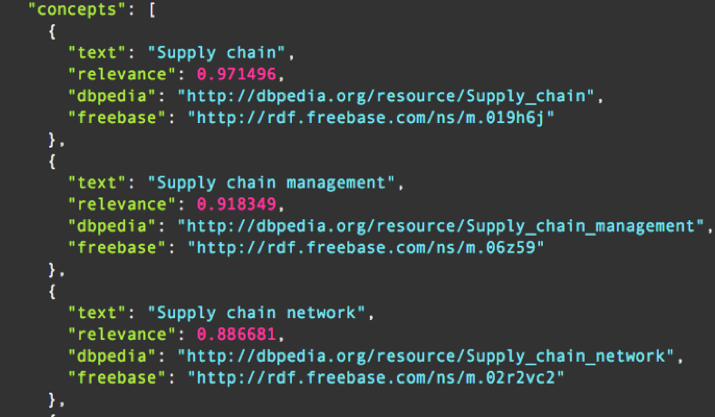 "concepts": [
{
"text": "Supply chain",
"relevance": 0.971496,
"dbpedia": "http://dbpedia.org/resource/Supply_chain",
"freebase": "http://rdf.freebase.com/ns/m.019h6j"
},
{
"text": "Supply chain management",
"relevance": 0.918349,
"dbpedia": "http://dbpedia.org/resource/Supply_chain_management",
"freebase": "http://rdf.freebase.com/ns/m.06z59"
},
{
"text": "Supply chain network",
"relevance": 0.886681,
"dbpedia": "http://dbpedia.org/resource/Supply_chain_network",
"freebase": "http://rdf.freebase.com/ns/m.02r2vc2"
},
{